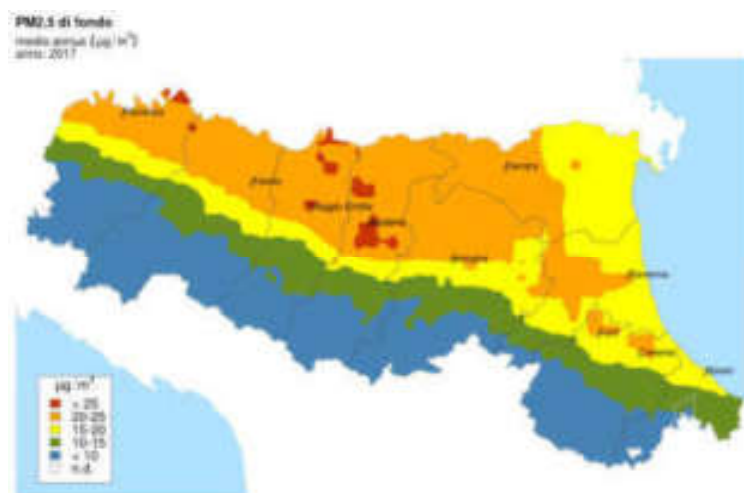 PM2.5 di fondo
media annua (µg/m³)
anno: 2017
Piacenza
Parma
Reggio Emilia
Modena
Ferrara
Bologna
Ravenna
Forlì
Cesena
Rimini
µg/m³
> 25
20-25
15-20
10-15
< 10
n.d.